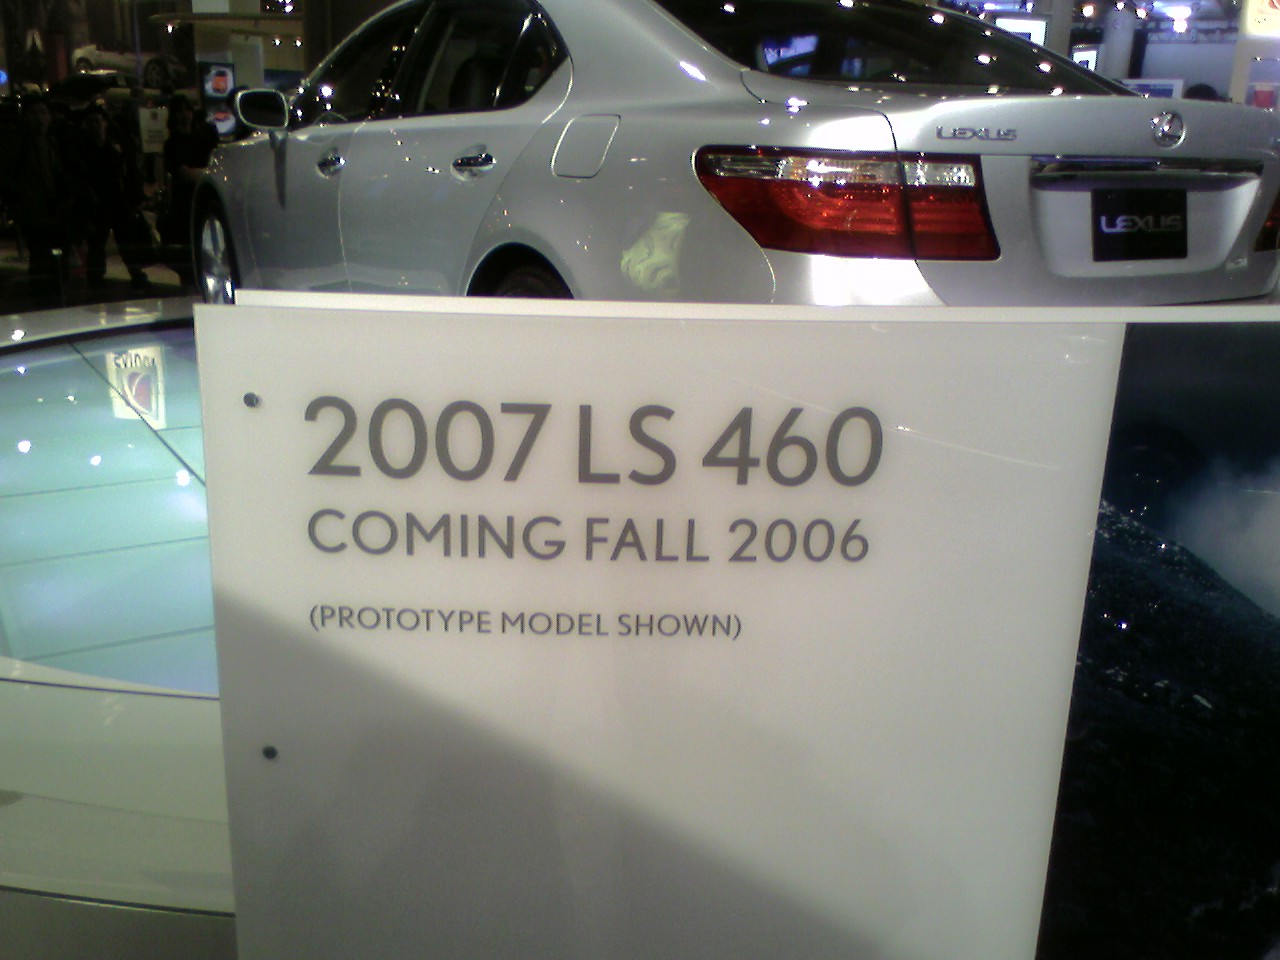 LEXUS
LEXUS
2007 LS 460
COMING FALL 2006
(PROTOTYPE MODEL SHOWN)